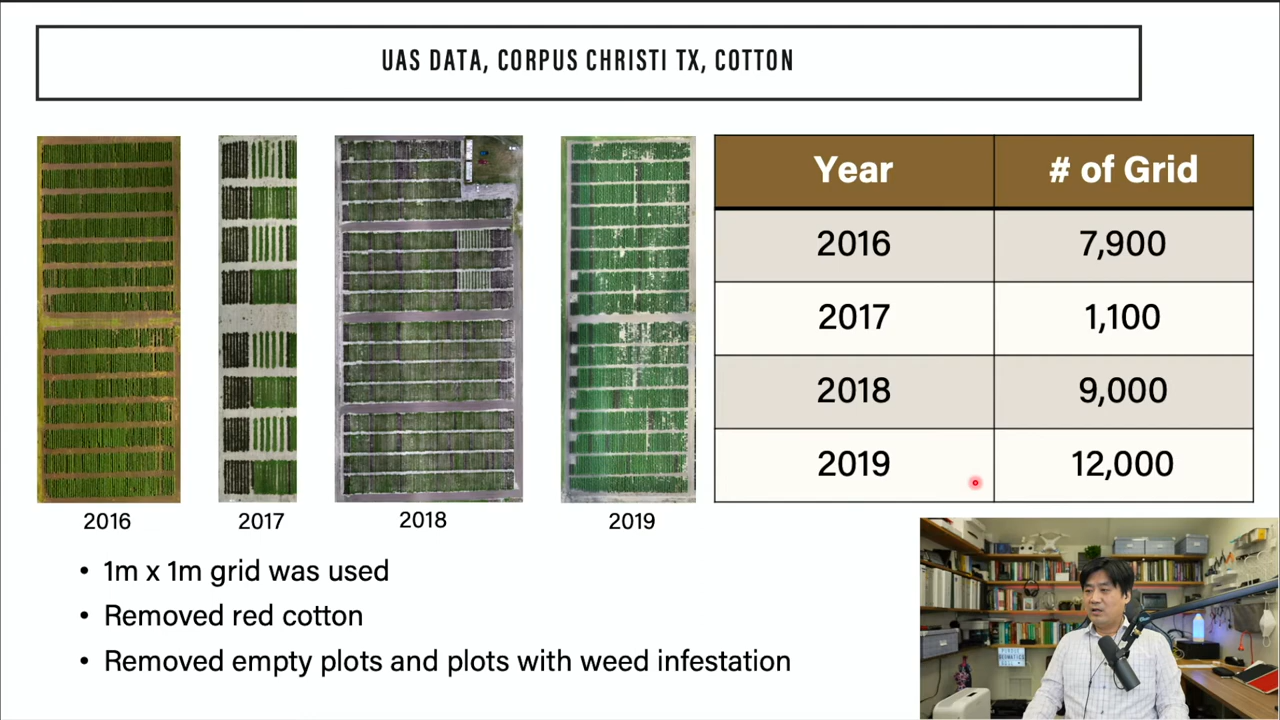 UAS DATA, CORPUS CHRISTI TX, COTTON
Year # of Grid
2016 7,900
2017 1,100
2018 9,000
2019 12,000
2016 2017 2018 2019
• 1m x 1m grid was used
• Removed red cotton
• Removed empty plots and plots with weed infestation